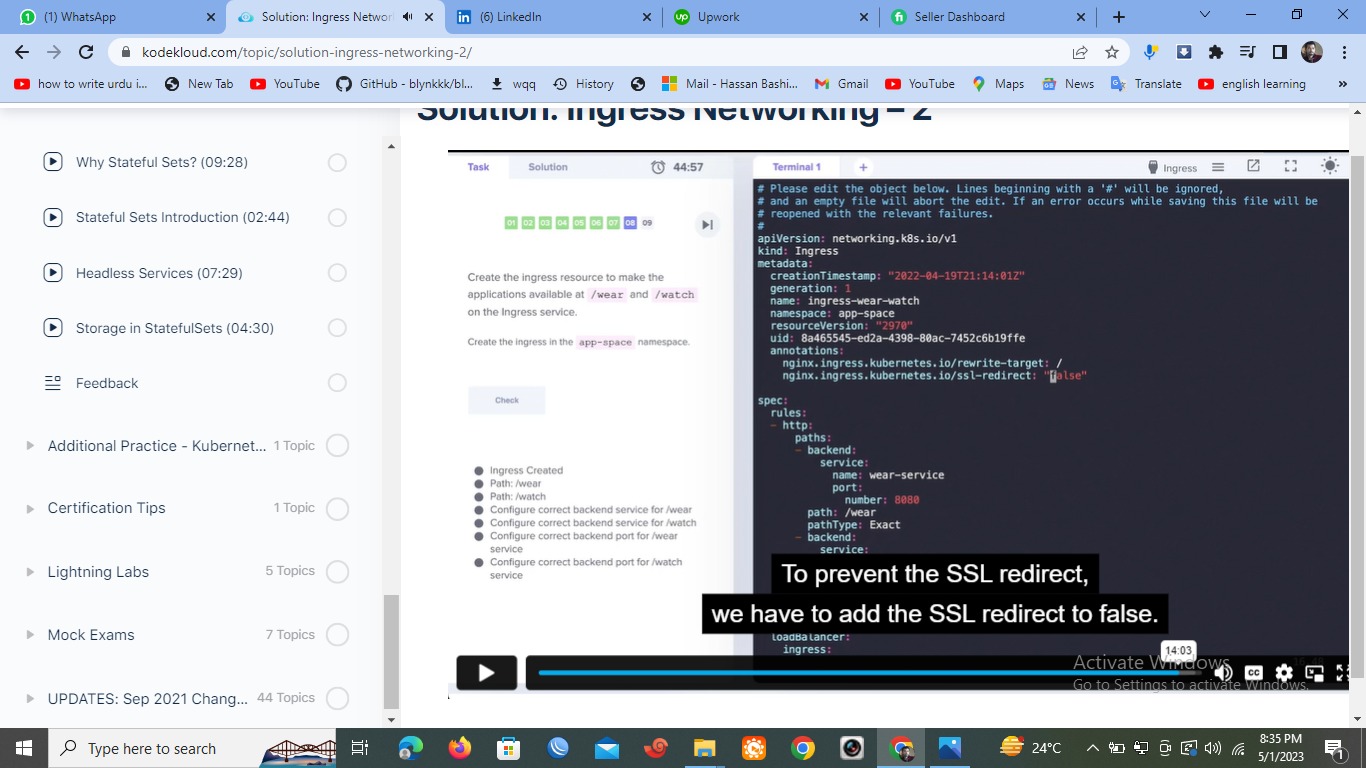 (1) WhatsApp
Solution: Ingress Networ
(6) LinkedIn
Upwork
Seller Dashboard
kodekloud.com/topic/solution-ingress-networking-2/
how to write urdu i...
New Tab
YouTube
GitHub - blynkkk/bl...
wqq
History
Mail - Hassan Bashi...
Gmail
YouTube
Maps
News
Translate
english learning
»
Solution: Ingress Networking – 2
Why Stateful Sets? (09:28)
Stateful Sets Introduction (02:44)
Headless Services (07:29)
Storage in StatefulSets (04:30)
Feedback
Additional Practice - Kubernet... 1 Topic
Certification Tips 1 Topic
Lightning Labs 5 Topics
Mock Exams 7 Topics
UPDATES: Sep 2021 Chang... 44 Topics
Task Solution 44:57
01 02 03 04 05 06 07 08 09
Create the ingress resource to make the
applications available at /wear and /watch
on the Ingress service.
Create the ingress in the app-space namespace.
Check
Ingress Created
Path: /wear
Path: /watch
Configure correct backend service for /wear
Configure correct backend service for /watch
Configure correct backend port for /wear
service
Configure correct backend port for /watch
service
Terminal 1 + Ingress
# Please edit the object below. Lines beginning with a '#' will be ignored,
# and an empty file will abort the edit. If an error occurs while saving this file will be
# reopened with the relevant failures.
#
apiVersion: networking.k8s.io/v1
kind: Ingress
metadata:
creationTimestamp: "2022-04-19T21:14:01Z"
generation: 1
name: ingress-wear-watch
namespace: app-space
resourceVersion: "2970"
uid: 8a465545-ed2a-4398-80ac-7452c6b19ffe
annotations:
nginx.ingress.kubernetes.io/rewrite-target: /
nginx.ingress.kubernetes.io/ssl-redirect: "false"
spec:
rules:
- http:
paths:
- backend:
service:
name: wear-service
port:
number: 8080
path: /wear
pathType: Exact
- backend:
service:
To prevent the SSL redirect,
we have to add the SSL redirect to false.
loadBalancer:
ingress:
14:03
CC
Activate Windows
Go to Settings to activate Windows.
Type here to search
24°C
8:35 PM
5/1/2023
1